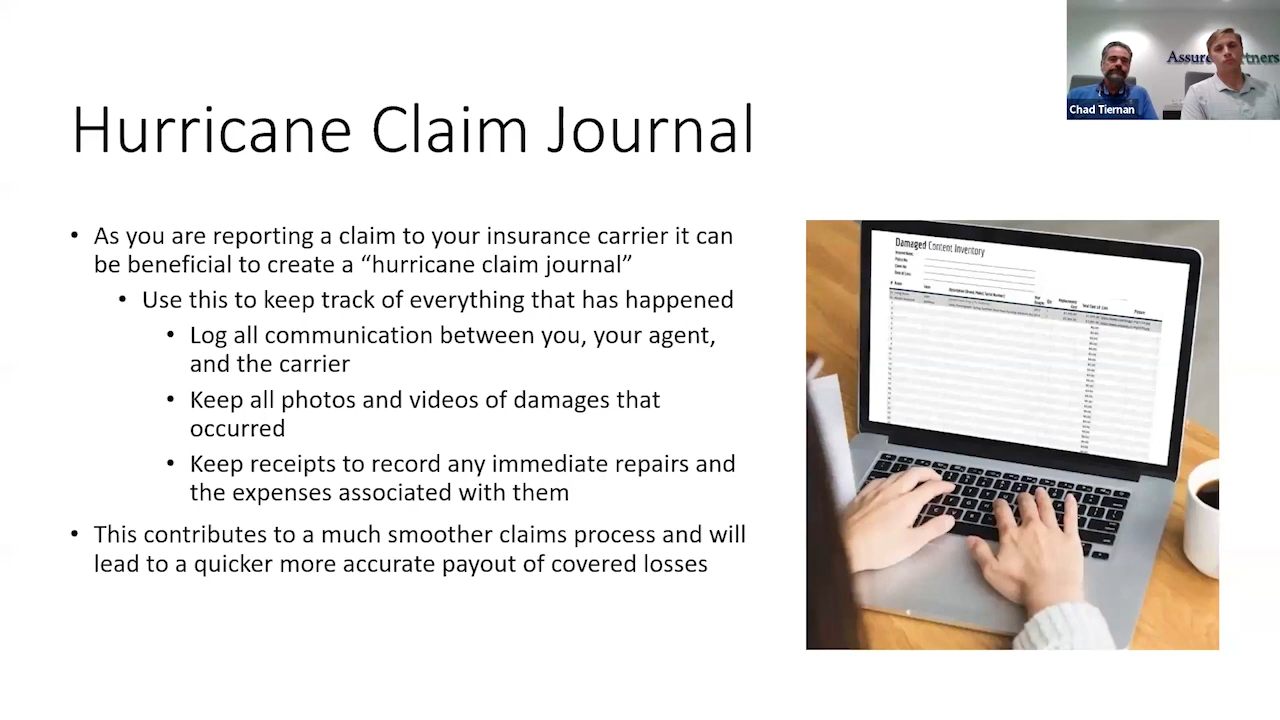 Assure
tners
Chad Tiernan
Hurricane Claim Journal
• As you are reporting a claim to your insurance carrier it can
be beneficial to create a “hurricane claim journal”
• Use this to keep track of everything that has happened
• Log all communication between you, your agent,
and the carrier
• Keep all photos and videos of damages that
occurred
• Keep receipts to record any immediate repairs and
the expenses associated with them
• This contributes to a much smoother claims process and will
lead to a quicker more accurate payout of covered losses
Damaged Content Inventory